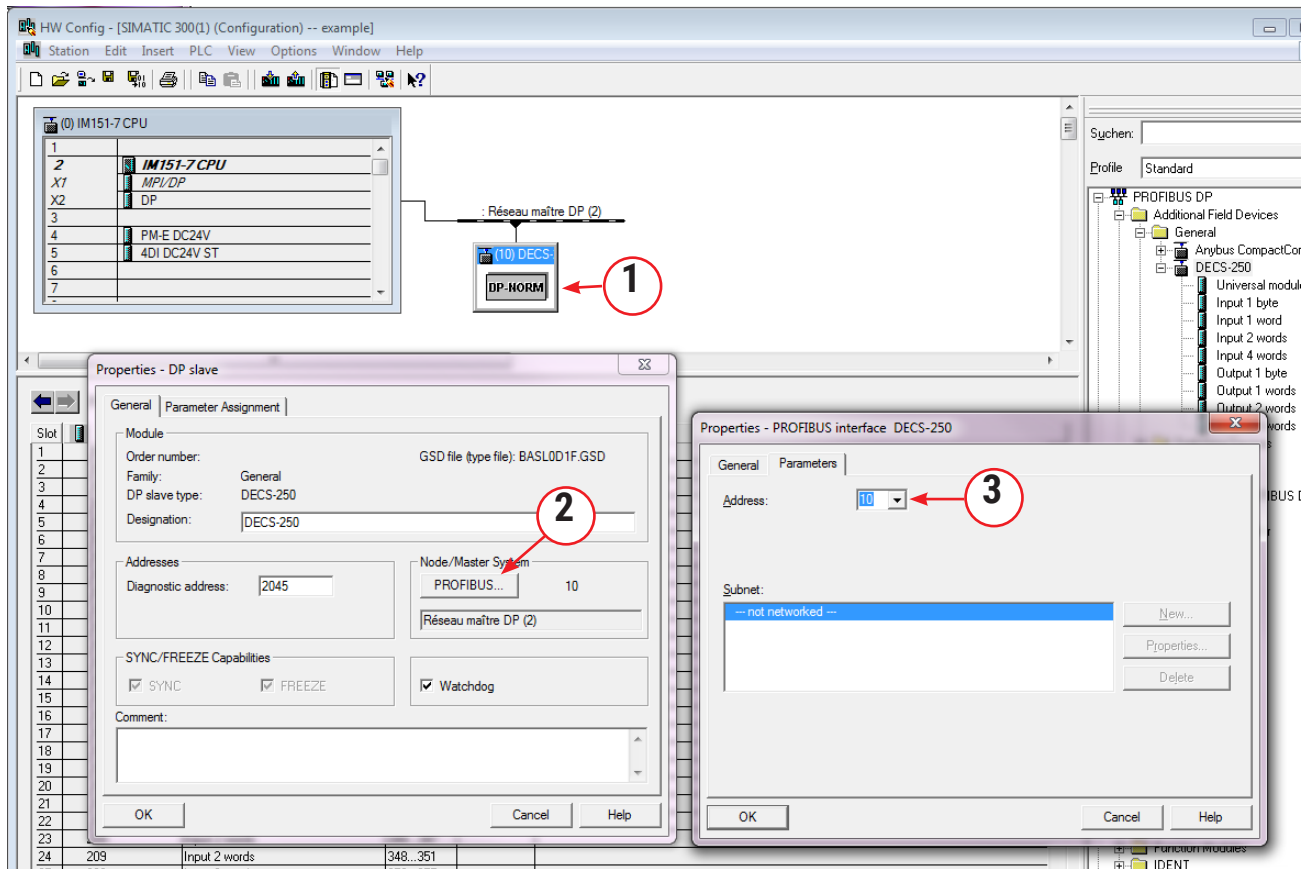 HW Config - [SIMATIC 300(1) (Configuration) -- example]
Station Edit Insert PLC View Options Window Help
(0) IM151-7 CPU
1
2 IM151-7 CPU
X1 MPI/DP
X2 DP
3
4 PM-E DC24V
5 4DI DC24V ST
6
7
: Réseau maître DP (2)
(10) DECS-
DP-NORM
1
Suchen:
Profile Standard
PROFIBUS DP
Additional Field Devices
General
Anybus CompactCom
DECS-250
Universal module
Input 1 byte
Input 1 word
Input 2 words
Input 4 words
Output 1 byte
Output 1 words
Output 2 words
words
IBUS D
Function Modules
IDENT
Properties - DP slave
General Parameter Assignment
Module
Order number: GSD file (type file): BASL0D1F.GSD
Family: General
DP slave type: DECS-250
Designation: DECS-250
2
Addresses
Diagnostic address: 2045
Node/Master System
PROFIBUS... 10
Réseau maître DP (2)
SYNC/FREEZE Capabilities
SYNC FREEZE
Watchdog
Comment:
OK Cancel Help
Properties - PROFIBUS interface DECS-250
General Parameters
Address: 10
3
Subnet:
--- not networked ---
New...
Properties...
Delete
OK Cancel Help
Slot
1
2
3
4
5
6
7
8
9
10
11
12
13
14
15
16
17
18
19
20
21
22
23
24 209 Input 2 words 348...351